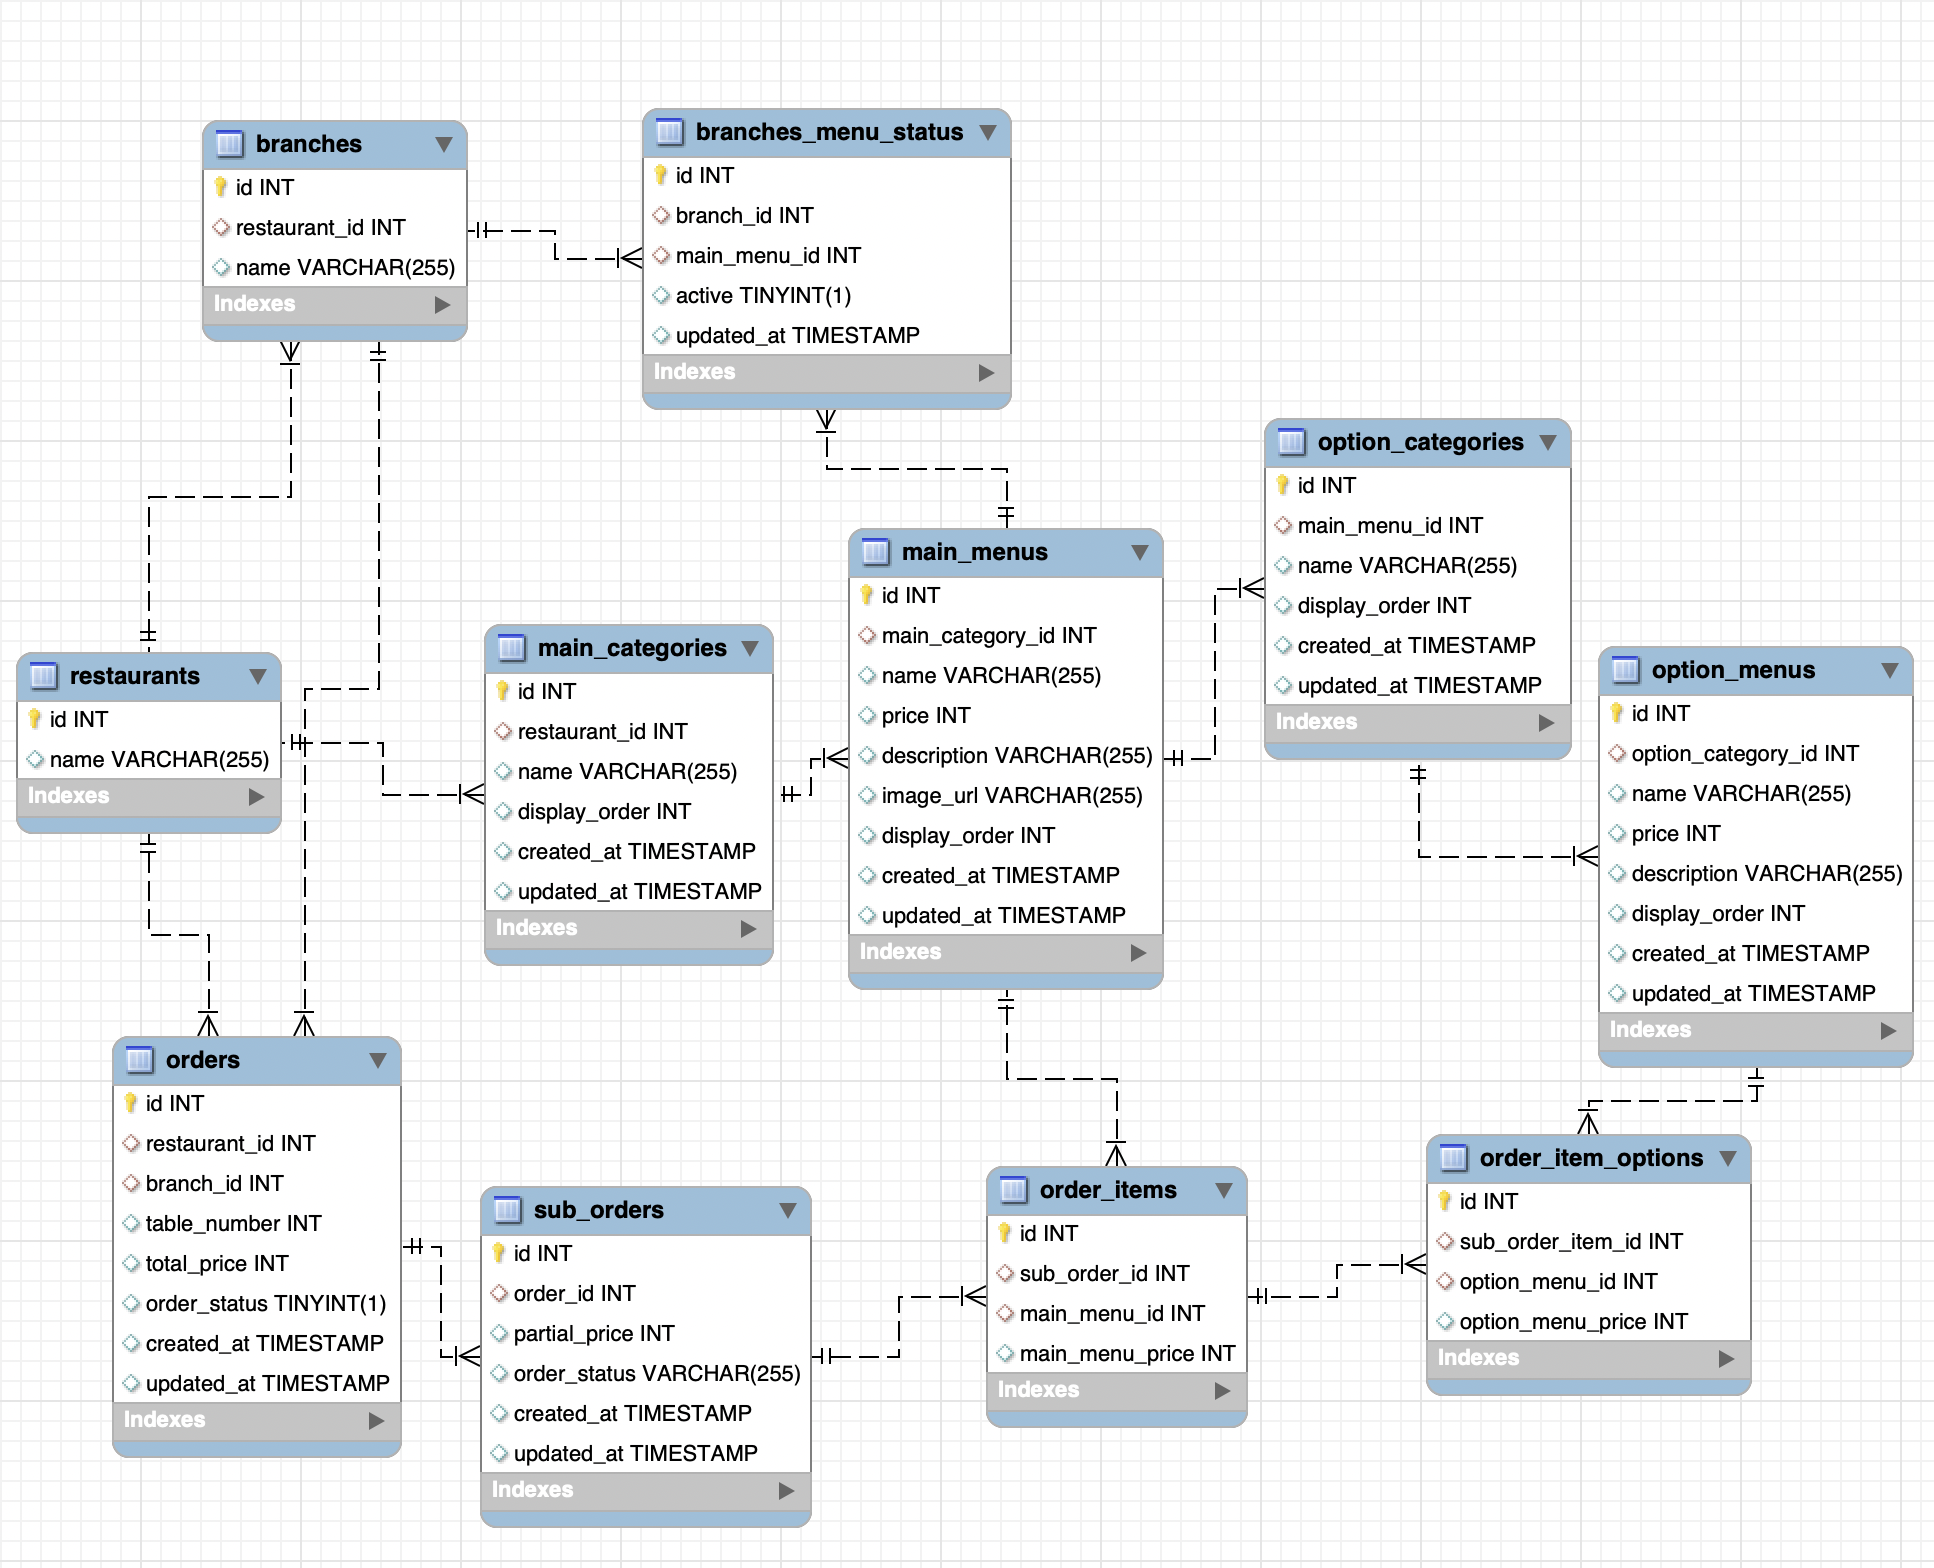 branches
id INT
restaurant_id INT
name VARCHAR(255)
Indexes
branches_menu_status
id INT
branch_id INT
main_menu_id INT
active TINYINT(1)
updated_at TIMESTAMP
Indexes
option_categories
id INT
main_menu_id INT
name VARCHAR(255)
display_order INT
created_at TIMESTAMP
updated_at TIMESTAMP
Indexes
main_menus
id INT
main_category_id INT
name VARCHAR(255)
price INT
description VARCHAR(255)
image_url VARCHAR(255)
display_order INT
created_at TIMESTAMP
updated_at TIMESTAMP
Indexes
main_categories
id INT
restaurant_id INT
name VARCHAR(255)
display_order INT
created_at TIMESTAMP
updated_at TIMESTAMP
Indexes
restaurants
id INT
name VARCHAR(255)
Indexes
option_menus
id INT
option_category_id INT
name VARCHAR(255)
price INT
description VARCHAR(255)
display_order INT
created_at TIMESTAMP
updated_at TIMESTAMP
Indexes
orders
id INT
restaurant_id INT
branch_id INT
table_number INT
total_price INT
order_status TINYINT(1)
created_at TIMESTAMP
updated_at TIMESTAMP
Indexes
sub_orders
id INT
order_id INT
partial_price INT
order_status VARCHAR(255)
created_at TIMESTAMP
updated_at TIMESTAMP
Indexes
order_items
id INT
sub_order_id INT
main_menu_id INT
main_menu_price INT
Indexes
order_item_options
id INT
sub_order_item_id INT
option_menu_id INT
option_menu_price INT
Indexes